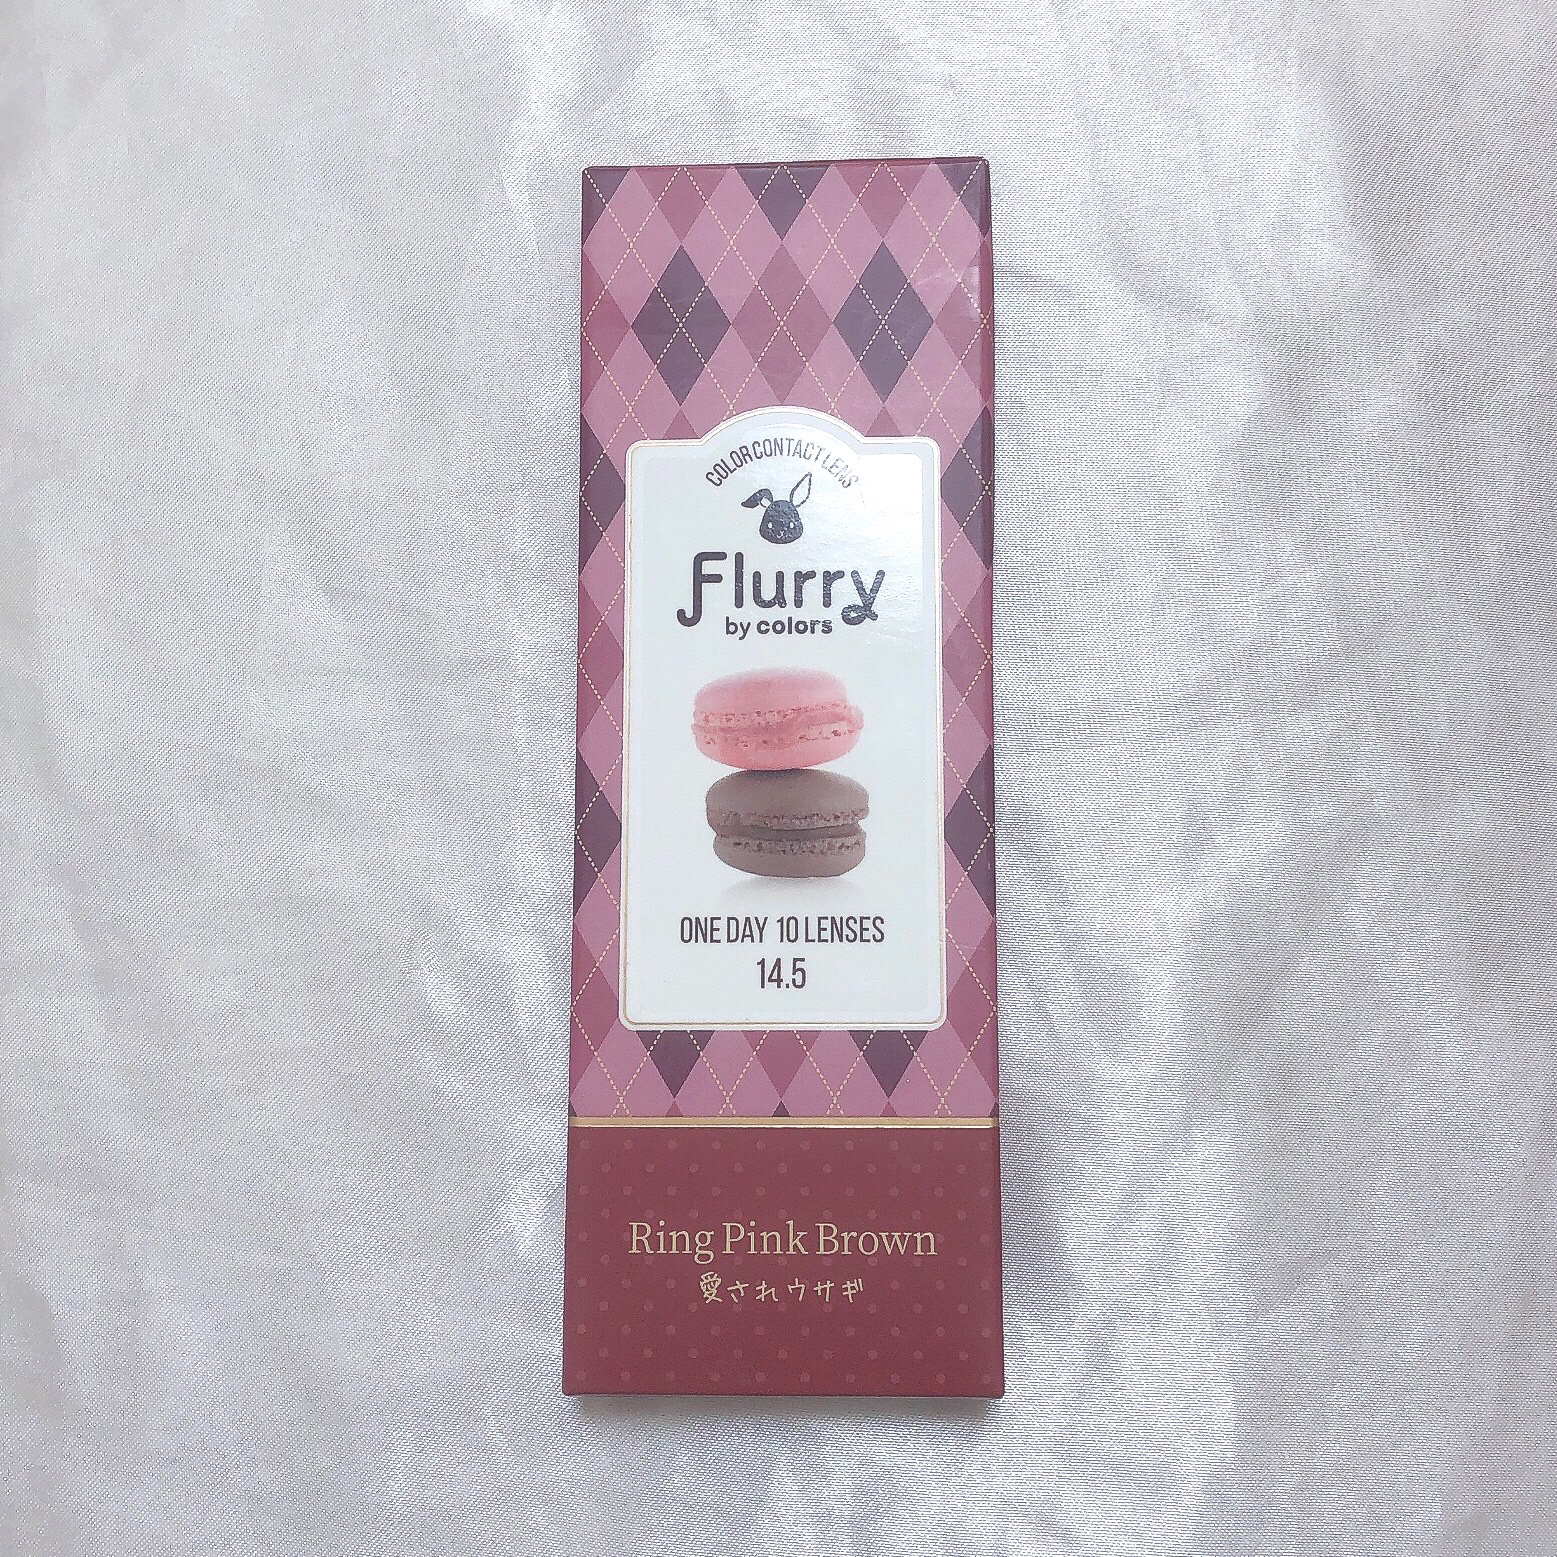 COLOR CONTACT LENS
Flurry
by colors
ONE DAY 10 LENSES
14.5
Ring Pink Brown
愛されウサギ